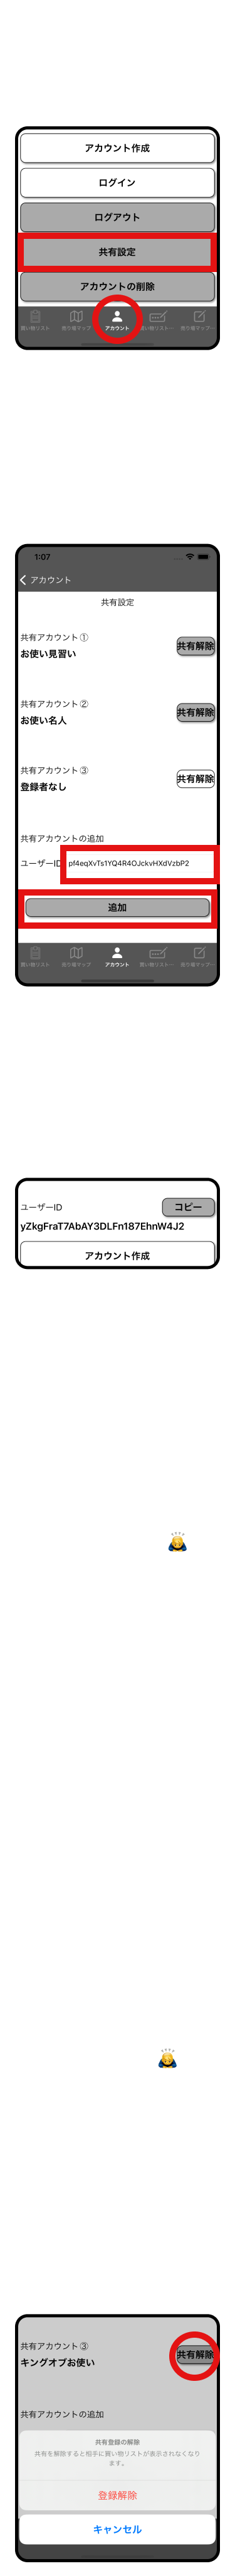 アカウント作成
ログイン
ログアウト
共有設定
アカウントの削除
買い物リスト 売り場マップ アカウント 買い物リスト… 売り場マップ…
1:07
アカウント
共有設定
共有アカウント①
お使い見習い
共有解除
共有アカウント②
お使い名人
共有解除
共有アカウント③
登録者なし
共有解除
共有アカウントの追加
ユーザーID pf4eqXvTs1YQ4R4OJckvHXdVzbP2
追加
買い物リスト 売り場マップ アカウント 買い物リスト… 売り場マップ…
ユーザーID
コピー
yZkgFraT7AbAY3DLFn187EhnW4J2
アカウント作成
共有アカウント③
キングオブお使い
共有解除
共有アカウントの追加
共有登録の解除
共有を解除すると相手に買い物リストが表示されなくなり
ます。
登録解除
キャンセル